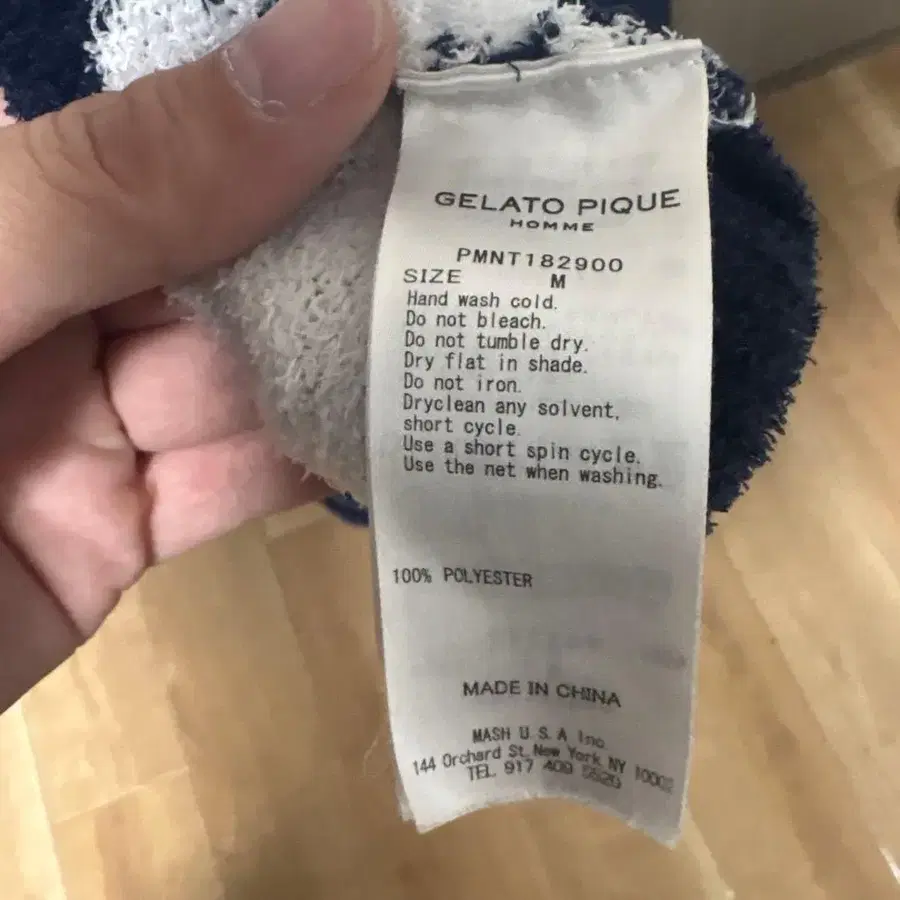 GELATO PIQUE
HOMME
PMNT182900
SIZE M
Hand wash cold.
Do not bleach.
Do not tumble dry.
Dry flat in shade.
Do not iron.
Dryclean any solvent,
short cycle.
Use a short spin cycle.
Use the net when washing.
100% POLYESTER
MADE IN CHINA
MASH U.S.A Inc
144 Orchard St, New York, NY 10002
TEL. 917 409